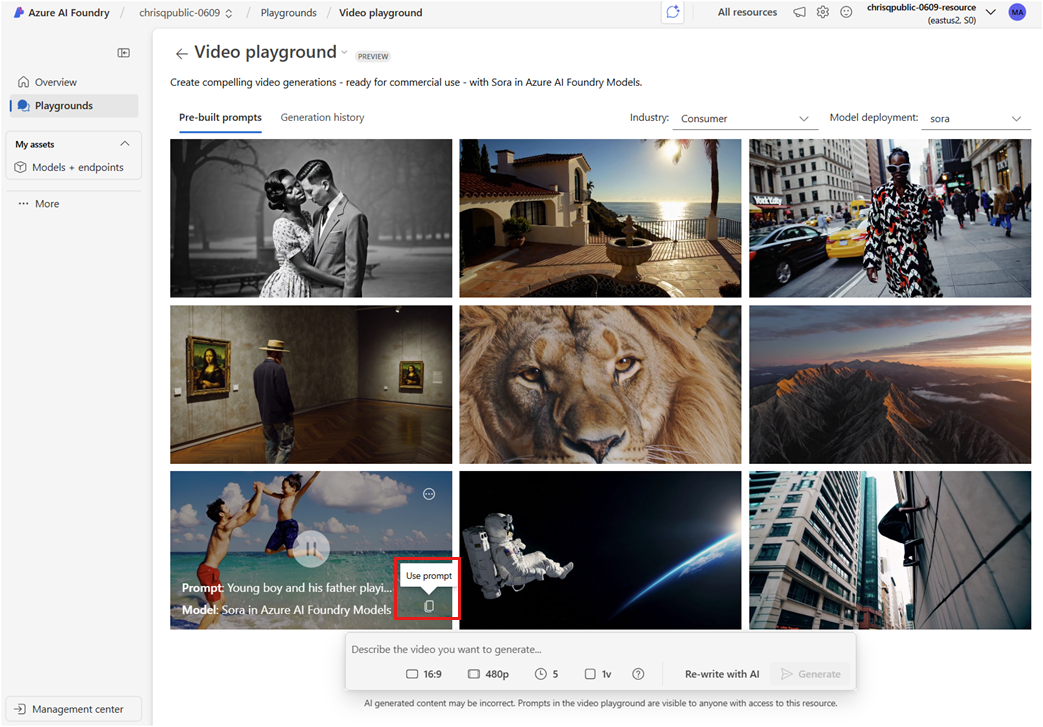 Azure AI Foundry / chrisqpublic-0609 / Playgrounds / Video playground
All resources
chrisqpublic-0609-resource
(eastus2, S0)
MA
Overview
Playgrounds
My assets
Models + endpoints
More
Management center
Video playground
PREVIEW
Create compelling video generations - ready for commercial use - with Sora in Azure AI Foundry Models.
Pre-built prompts
Generation history
Industry: Consumer
Model deployment: sora
New York City
Use prompt
Prompt: Young boy and his father playi...
Model: Sora in Azure AI Foundry Models
Describe the video you want to generate...
16:9
480p
5
1v
Re-write with AI
Generate
AI generated content may be incorrect. Prompts in the video playground are visible to anyone with access to this resource.